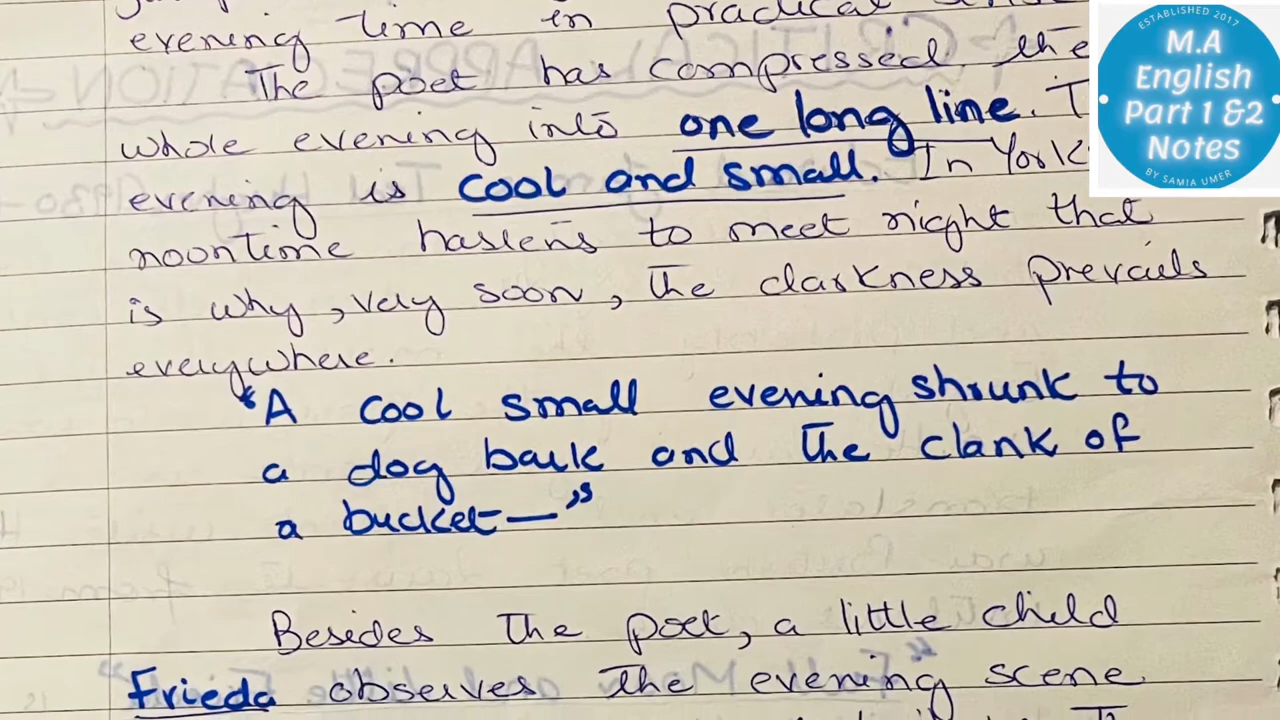 evening time in practical
The poet has compressed the
whole evening into one long line. T
evening is cool and small. In York
noontime hastens to meet night that
is why, very soon, the darkness prevails
everywhere.
"A cool small evening shrunk to
a dog bark and the clank of
a bucket—"
Besides the poet, a little child
Frieda observes the evening scene
ESTABLISHED 2017
M.A
English
Part 1 &2
Notes
BY SAMIA UMER